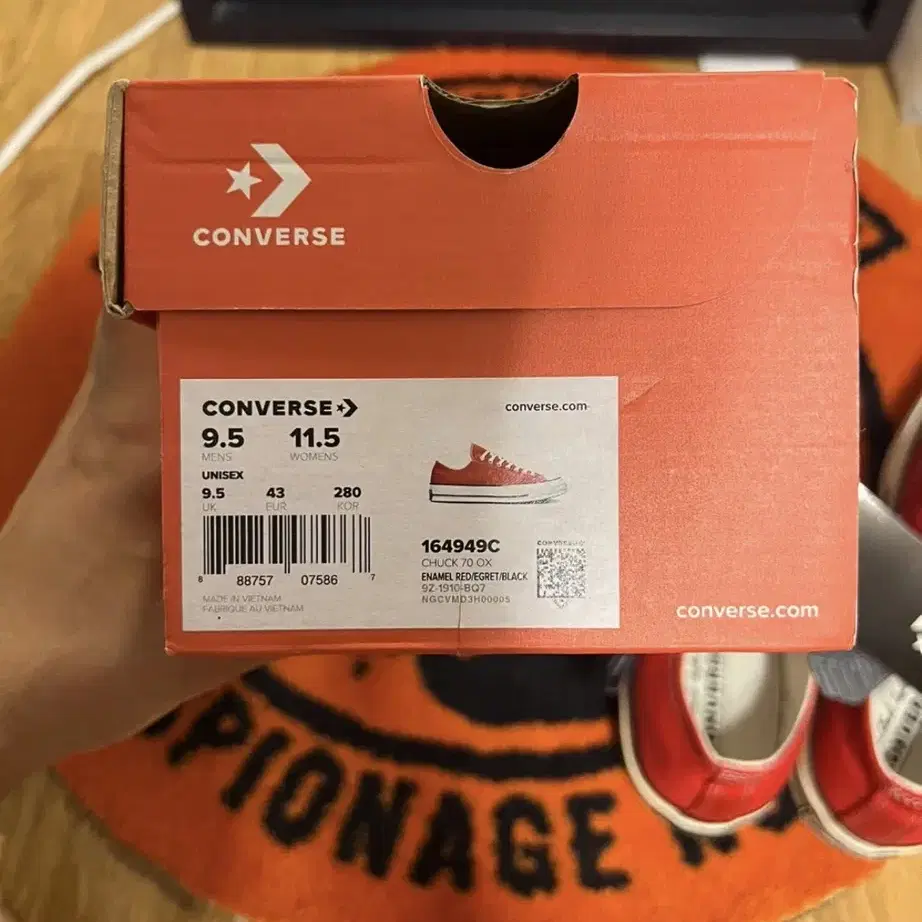 CONVERSE
CONVERSE
converse.com
9.5 11.5
MENS WOMENS
UNISEX
9.5 43 280
UK EUR KOR
8 88757 07586 7
MADE IN VIETNAM
FABRIQUE AU VIETNAM
164949C
CHUCK 70 OX
ENAMEL RED/EGRET/BLACK
9Z-1910-BQ7
NGCVMD3H0000S
CONVERSE
converse.com
PIONAGE